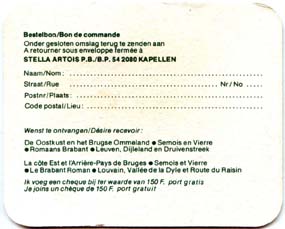 Bestelbon/Bon de commande
Onder gesloten omslag terug te zenden aan
A retourner sous enveloppe fermée à
STELLA ARTOIS P.B./B.P. 54 2080 KAPELLEN
Naam/Nom:
Straat/Rue Nr/No
Postnr/Plaats:
Code postal/Lieu:
Wenst te ontvangen/Désire recevoir:
De Oostkust en het Brugse Ommeland ● Semois en Vierre
● Romaans Brabant ● Leuven, Dijleland en Druivenstreek
La côte Est et l'Arrière-Pays de Bruges ● Semois et Vierre
● Le Brabant Roman ● Louvain, Vallée de la Dyle et Route du Raisin
Ik voeg een cheque bij ter waarde van 150 F. port gratis
Je joins un chèque de 150 F. port gratuit